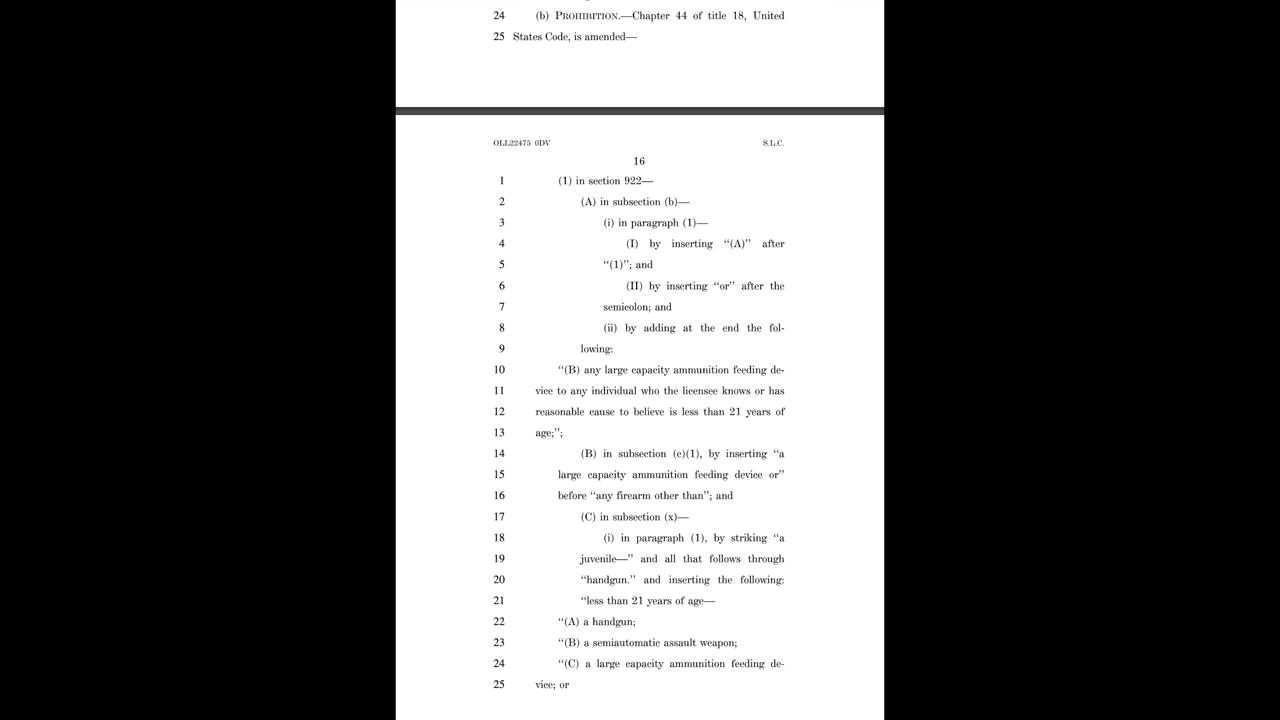 24 (b) PROHIBITION.—Chapter 44 of title 18, United
25 States Code, is amended—
OLL22475 0DV S.L.C.
16
1 (1) in section 922—
2 (A) in subsection (b)—
3 (i) in paragraph (1)—
4 (I) by inserting ‘‘(A)’’ after
5 ‘‘(1)’’; and
6 (II) by inserting ‘‘or’’ after the
7 semicolon; and
8 (ii) by adding at the end the fol-
9 lowing:
10 ‘‘(B) any large capacity ammunition feeding de-
11 vice to any individual who the licensee knows or has
12 reasonable cause to believe is less than 21 years of
13 age;’’;
14 (B) in subsection (c)(1), by inserting ‘‘a
15 large capacity ammunition feeding device or’’
16 before ‘‘any firearm other than’’; and
17 (C) in subsection (x)—
18 (i) in paragraph (1), by striking ‘‘a
19 juvenile—’’ and all that follows through
20 ‘‘handgun.’’ and inserting the following:
21 ‘‘less than 21 years of age—
22 ‘‘(A) a handgun;
23 ‘‘(B) a semiautomatic assault weapon;
24 ‘‘(C) a large capacity ammunition feeding de-
25 vice; or